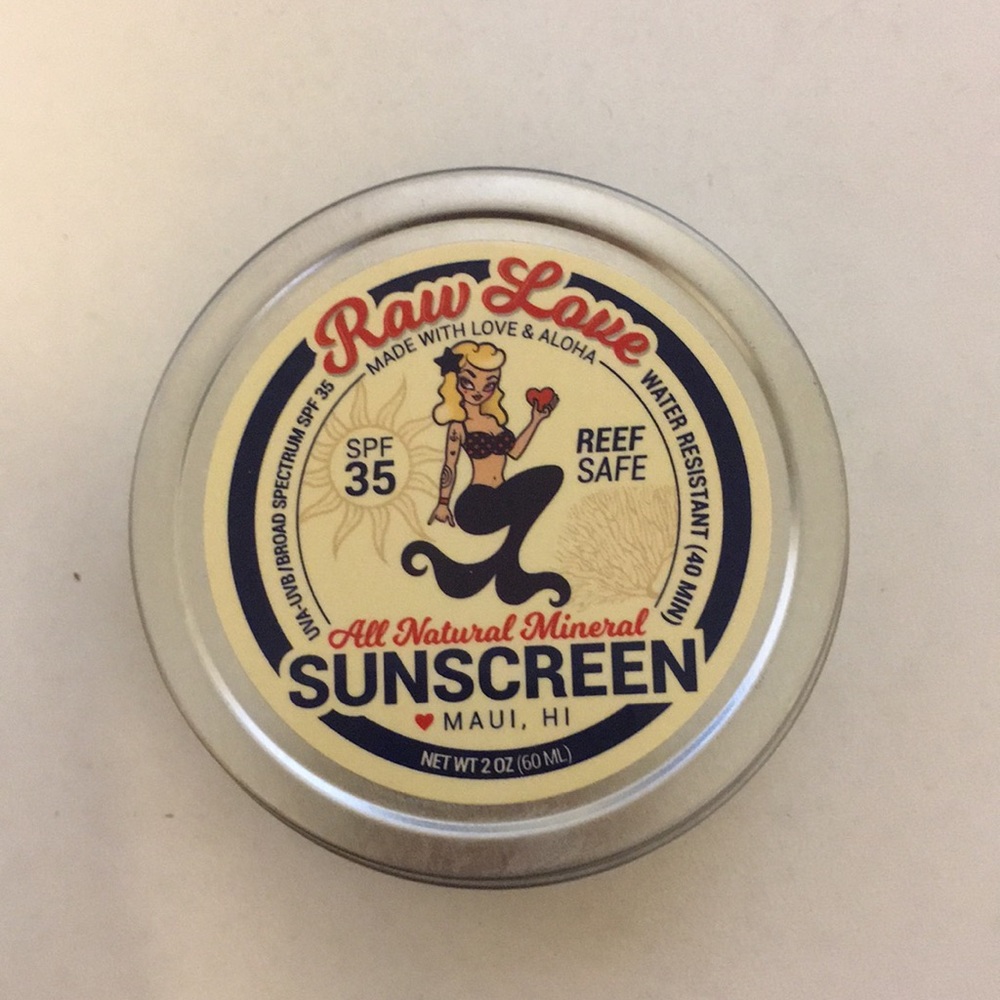 Raw Love
MADE WITH LOVE & ALOHA
UVA-UVB/BROAD SPECTRUM SPF 35
SPF
35
REEF
SAFE
WATER RESISTANT (40 MIN)
All Natural Mineral
SUNSCREEN
MAUI, HI
NET WT 2 OZ (60 ML)